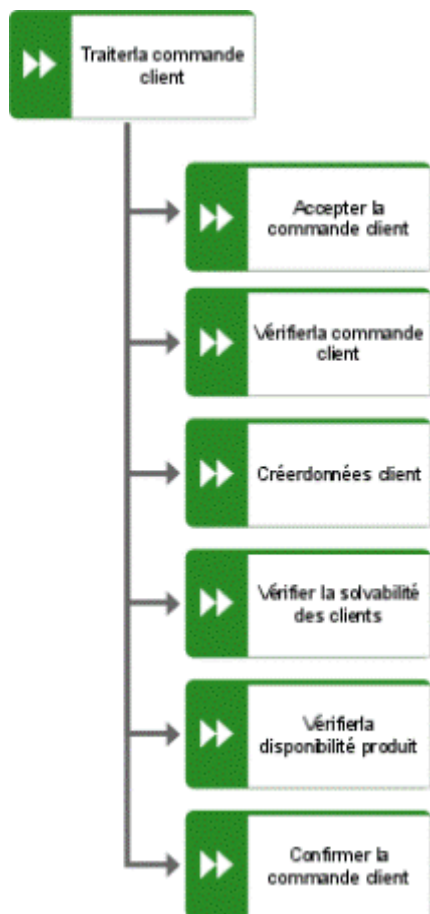 Traiterla commande
client
Accepter la
commande client
Vérifierla commande
client
Créerdonnées client
Vérifier la solvabilité
des clients
Vérifierla
disponibilité produit
Confirmer la
commande client